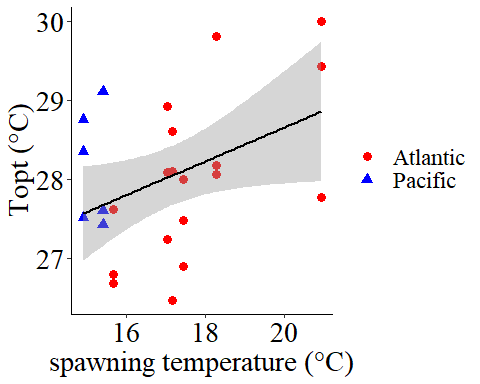 30
29
28
27
Topt (°C)
16 18 20
spawning temperature (°C)
Atlantic
Pacific